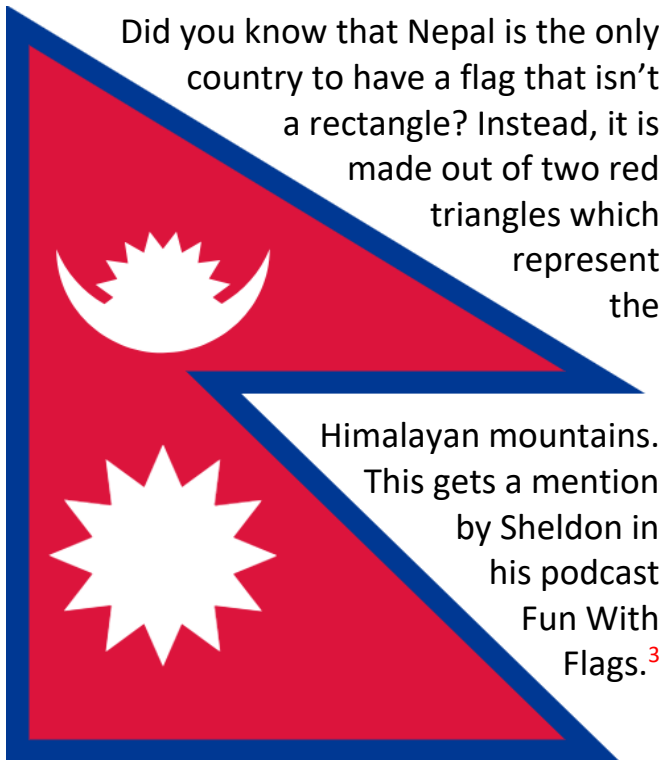 Did you know that Nepal is the only
country to have a flag that isn’t
a rectangle? Instead, it is
made out of two red
triangles which
represent
the
Himalayan mountains.
This gets a mention
by Sheldon in
his podcast
Fun With
Flags.³